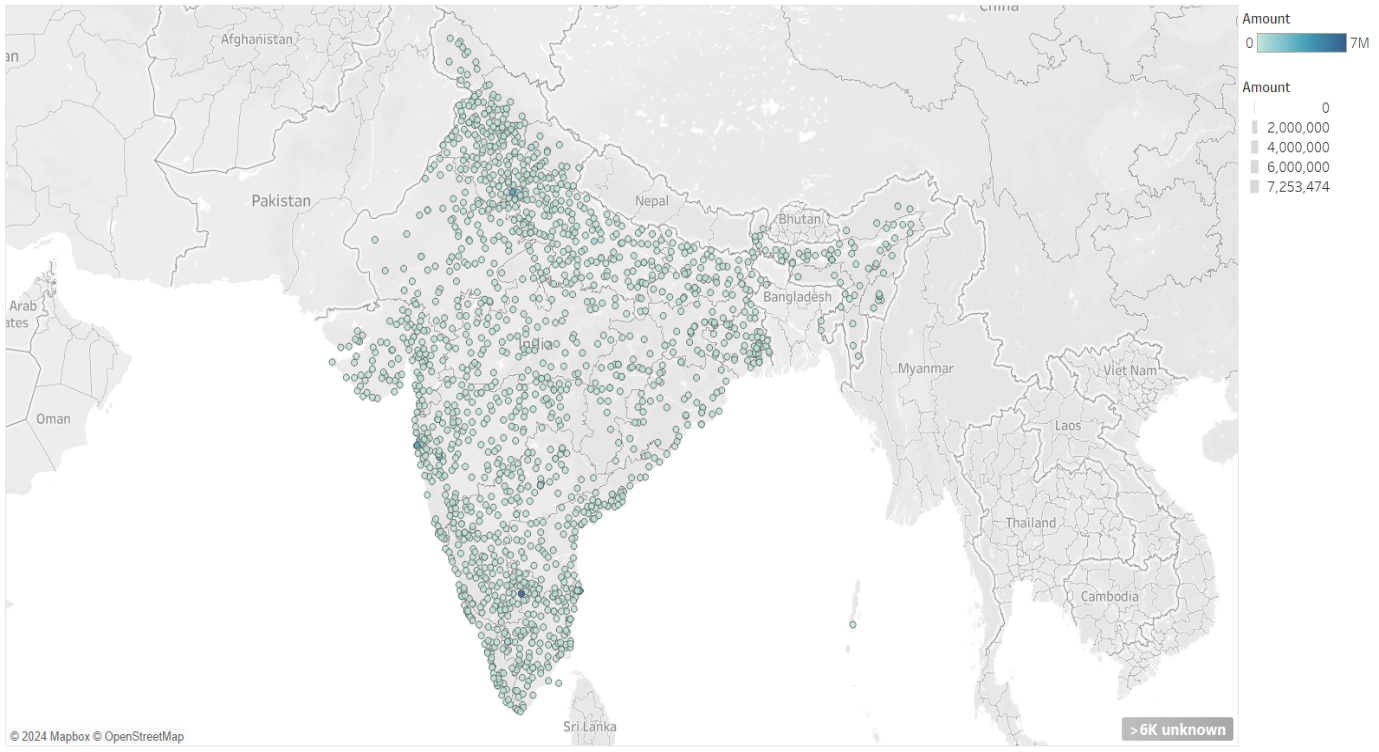 China
Afghanistan
an
Pakistan
Nepal
Bhutan
Arab
ates
Bangladesh
India
Myanmar
Viet Nam
Oman
Laos
Thailand
Cambodia
Sri Lanka
© 2024 Mapbox © OpenStreetMap
>6K unknown
Amount
0 7M
Amount
0
2,000,000
4,000,000
6,000,000
7,253,474